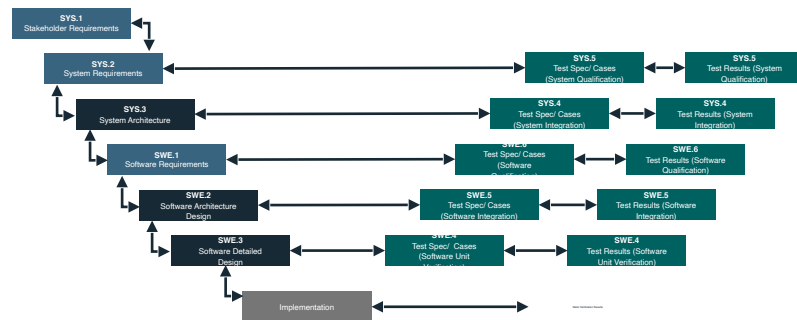 SYS.1
Stakeholder Requirements
SYS.2
System Requirements
SYS.5
Test Spec/ Cases
(System Qualification)
SYS.5
Test Results (System
Qualification)
SYS.3
System Architecture
SYS.4
Test Spec/ Cases
(System Integration)
SYS.4
Test Results (System
Integration)
SWE.1
Software Requirements
SWE.6
Test Spec/ Cases
(Software
Qualification)
SWE.6
Test Results (Software
Qualification)
SWE.2
Software Architecture
Design
SWE.5
Test Spec/ Cases
(Software Integration)
SWE.5
Test Results (Software
Integration)
SWE.3
Software Detailed
Design
SWE.4
Test Spec/ Cases
(Software Unit
Verification)
SWE.4
Test Results (Software
Unit Verification)
Implementation